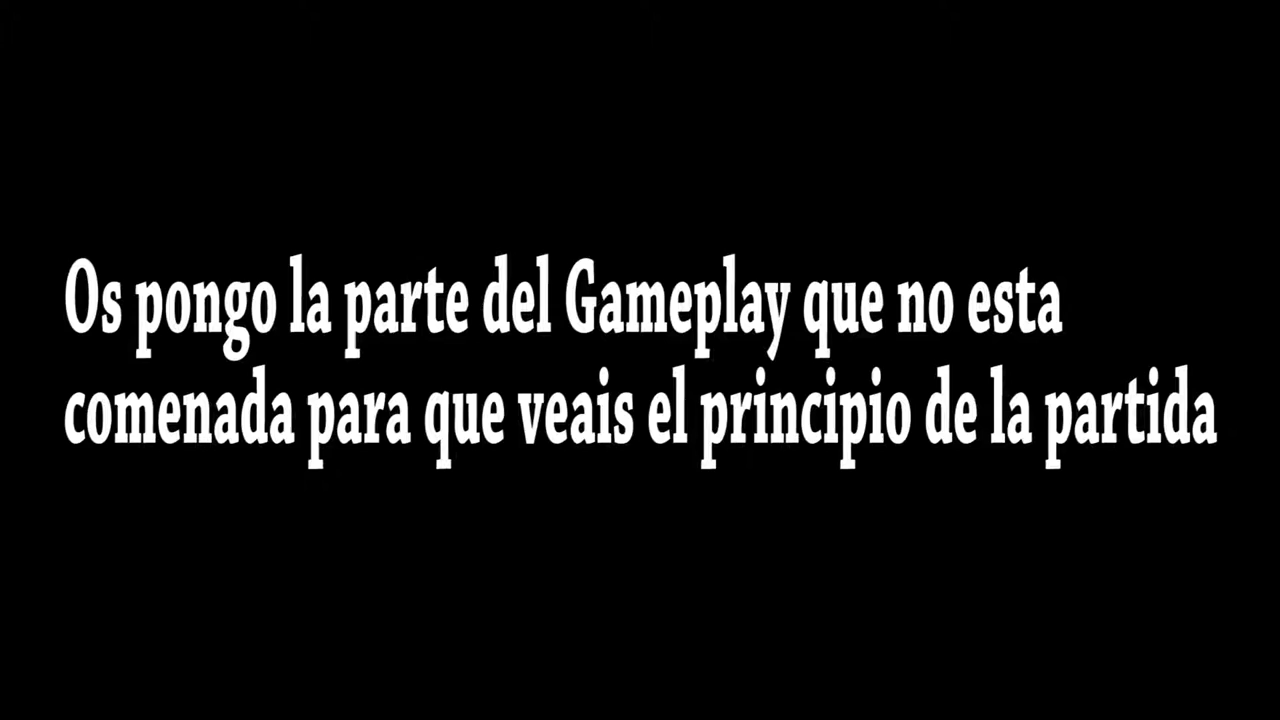 Os pongo la parte del Gameplay que no esta
comenada para que veais el principio de la partida